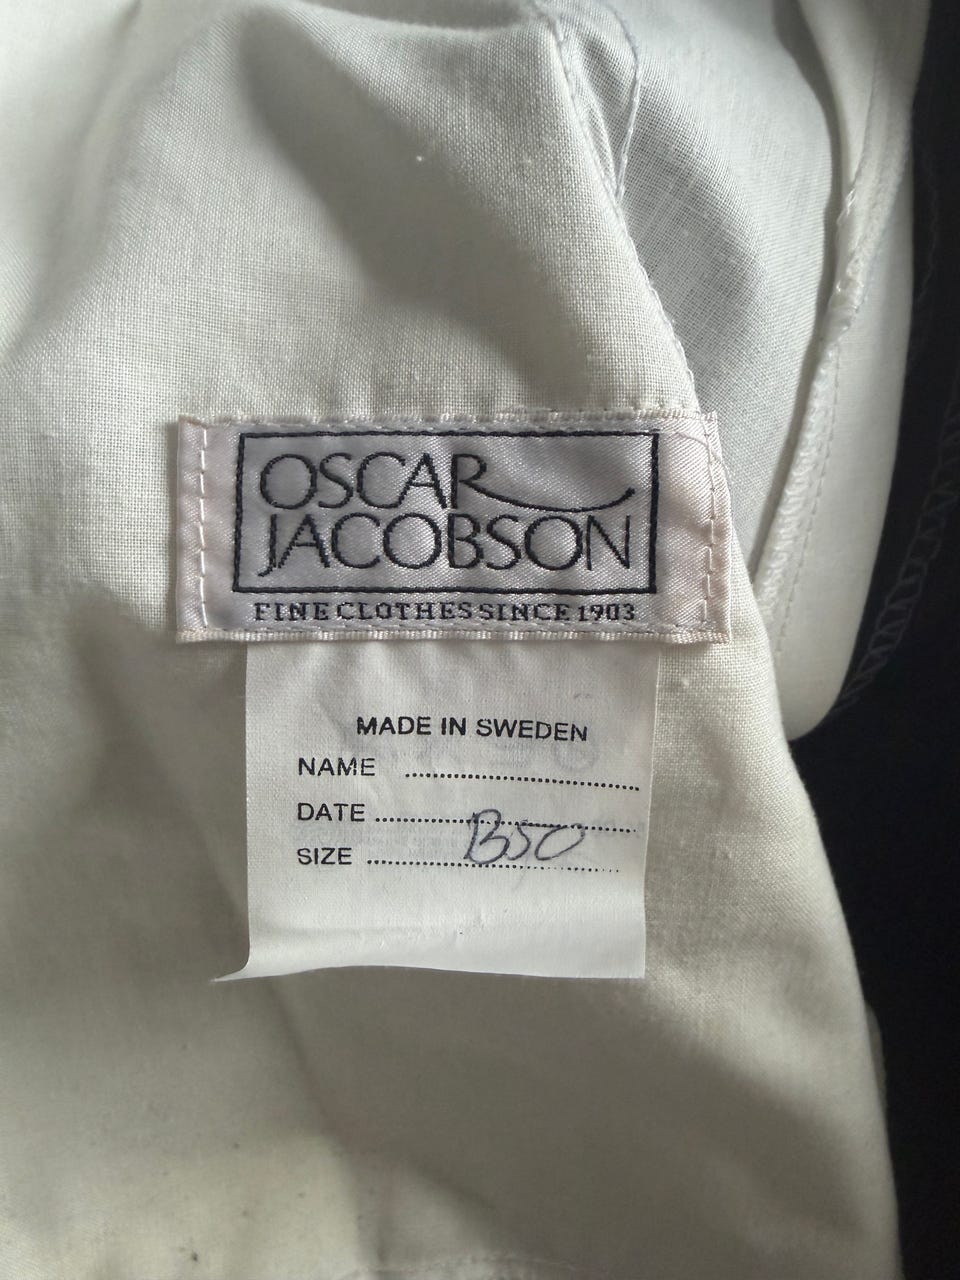 OSCAR
JACOBSON
FINE CLOTHES SINCE 1903
MADE IN SWEDEN
NAME ........................................
DATE ........................................
SIZE ............ B50 ............